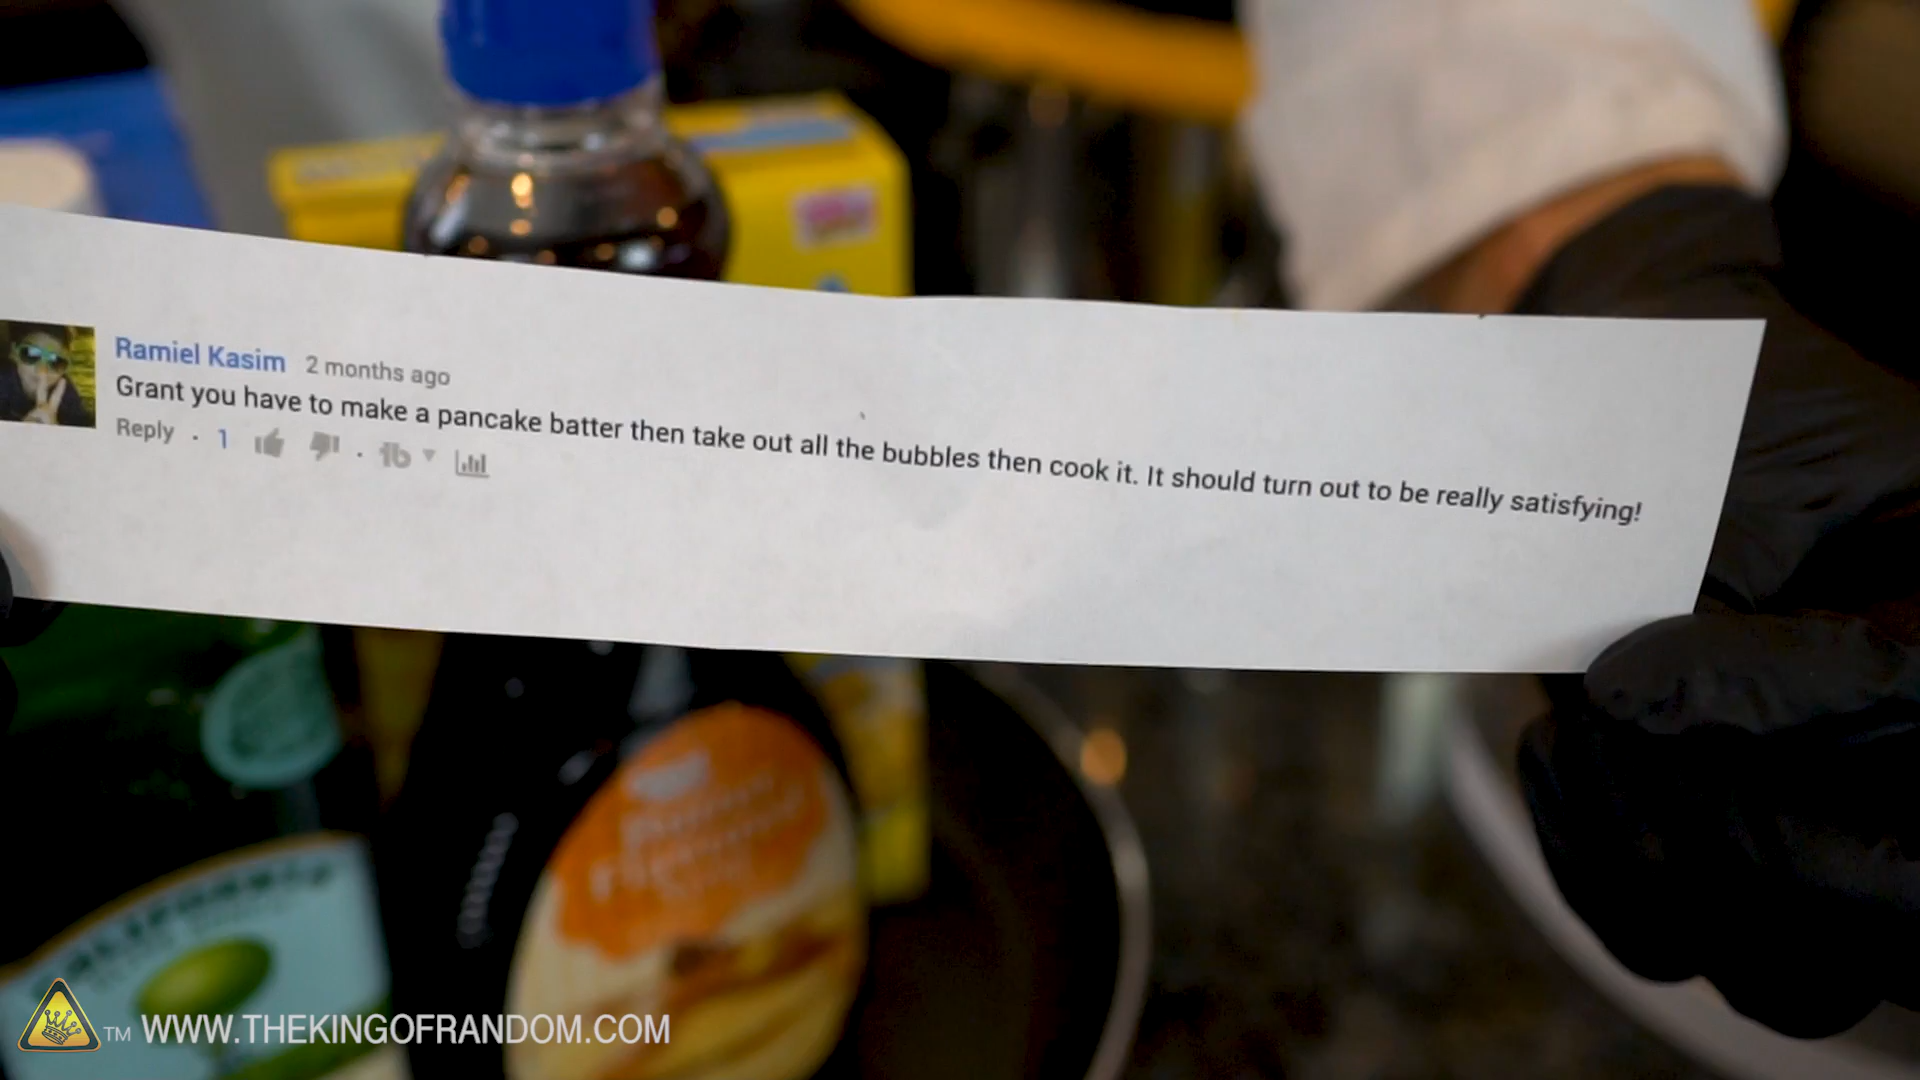 Ramiel Kasim 2 months ago
Grant you have to make a pancake batter then take out all the bubbles then cook it. It should turn out to be really satisfying!
Reply · 1
TM WWW.THEKINGOFRANDOM.COM